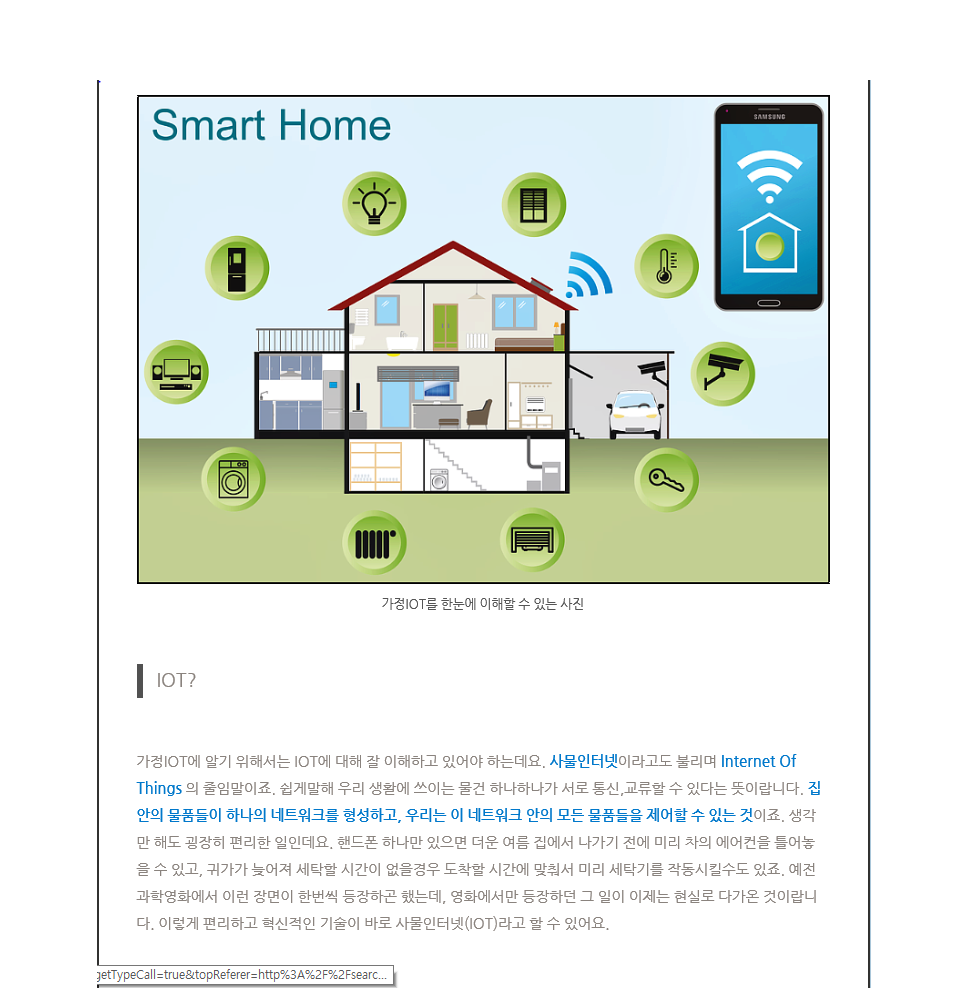 Smart Home
SAMSUNG
가정IOT를 한눈에 이해할 수 있는 사진
IOT?
가정IOT에 알기 위해서는 IOT에 대해 잘 이해하고 있어야 하는데요. 사물인터넷이라고도 불리며 Internet Of
Things 의 줄임말이죠. 쉽게말해 우리 생활에 쓰이는 물건 하나하나가 서로 통신,교류할 수 있다는 뜻이랍니다. 집
안의 물품들이 하나의 네트워크를 형성하고, 우리는 이 네트워크 안의 모든 물품들을 제어할 수 있는 것이죠. 생각
만 해도 굉장히 편리한 일인데요. 핸드폰 하나만 있으면 더운 여름 집에서 나가기 전에 미리 차의 에어컨을 틀어놓
을 수 있고, 귀가가 늦어져 세탁할 시간이 없을경우 도착할 시간에 맞춰서 미리 세탁기를 작동시킬수도 있죠. 예전
과학영화에서 이런 장면이 한번씩 등장하곤 했는데, 영화에서만 등장하던 그 일이 이제는 현실로 다가온 것이랍니
다. 이렇게 편리하고 혁신적인 기술이 바로 사물인터넷(IOT)라고 할 수 있어요.
getTypeCall=true&topReferer=http%3A%2F%2Fsearc...